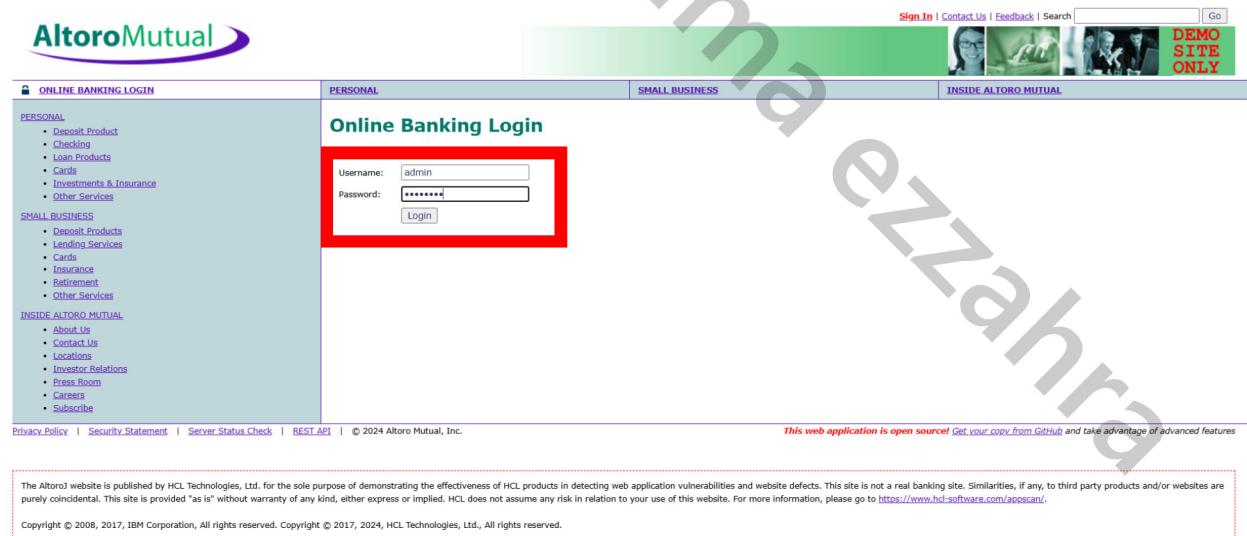 Sign In | Contact Us | Feedback | Search Go
AltoroMutual
DEMO
SITE
ONLY
ONLINE BANKING LOGIN PERSONAL SMALL BUSINESS INSIDE ALTORO MUTUAL
PERSONAL
• Deposit Product
• Checking
• Loan Products
• Cards
• Investments & Insurance
• Other Services
SMALL BUSINESS
• Deposit Products
• Lending Services
• Cards
• Insurance
• Retirement
• Other Services
INSIDE ALTORO MUTUAL
• About Us
• Contact Us
• Locations
• Investor Relations
• Press Room
• Careers
• Subscribe
Online Banking Login
Username: admin
Password: ••••••••
Login
ma ezzahra
Privacy Policy | Security Statement | Server Status Check | REST API | © 2024 Altoro Mutual, Inc. This web application is open source! Get your copy from GitHub and take advantage of advanced features
The AltoroJ website is published by HCL Technologies, Ltd. for the sole purpose of demonstrating the effectiveness of HCL products in detecting web application vulnerabilities and website defects. This site is not a real banking site. Similarities, if any, to third party products and/or websites are
purely coincidental. This site is provided "as is" without warranty of any kind, either express or implied. HCL does not assume any risk in relation to your use of this website. For more information, please go to https://www.hcl-software.com/appscan/.
Copyright © 2008, 2017, IBM Corporation, All rights reserved. Copyright © 2017, 2024, HCL Technologies, Ltd., All rights reserved.